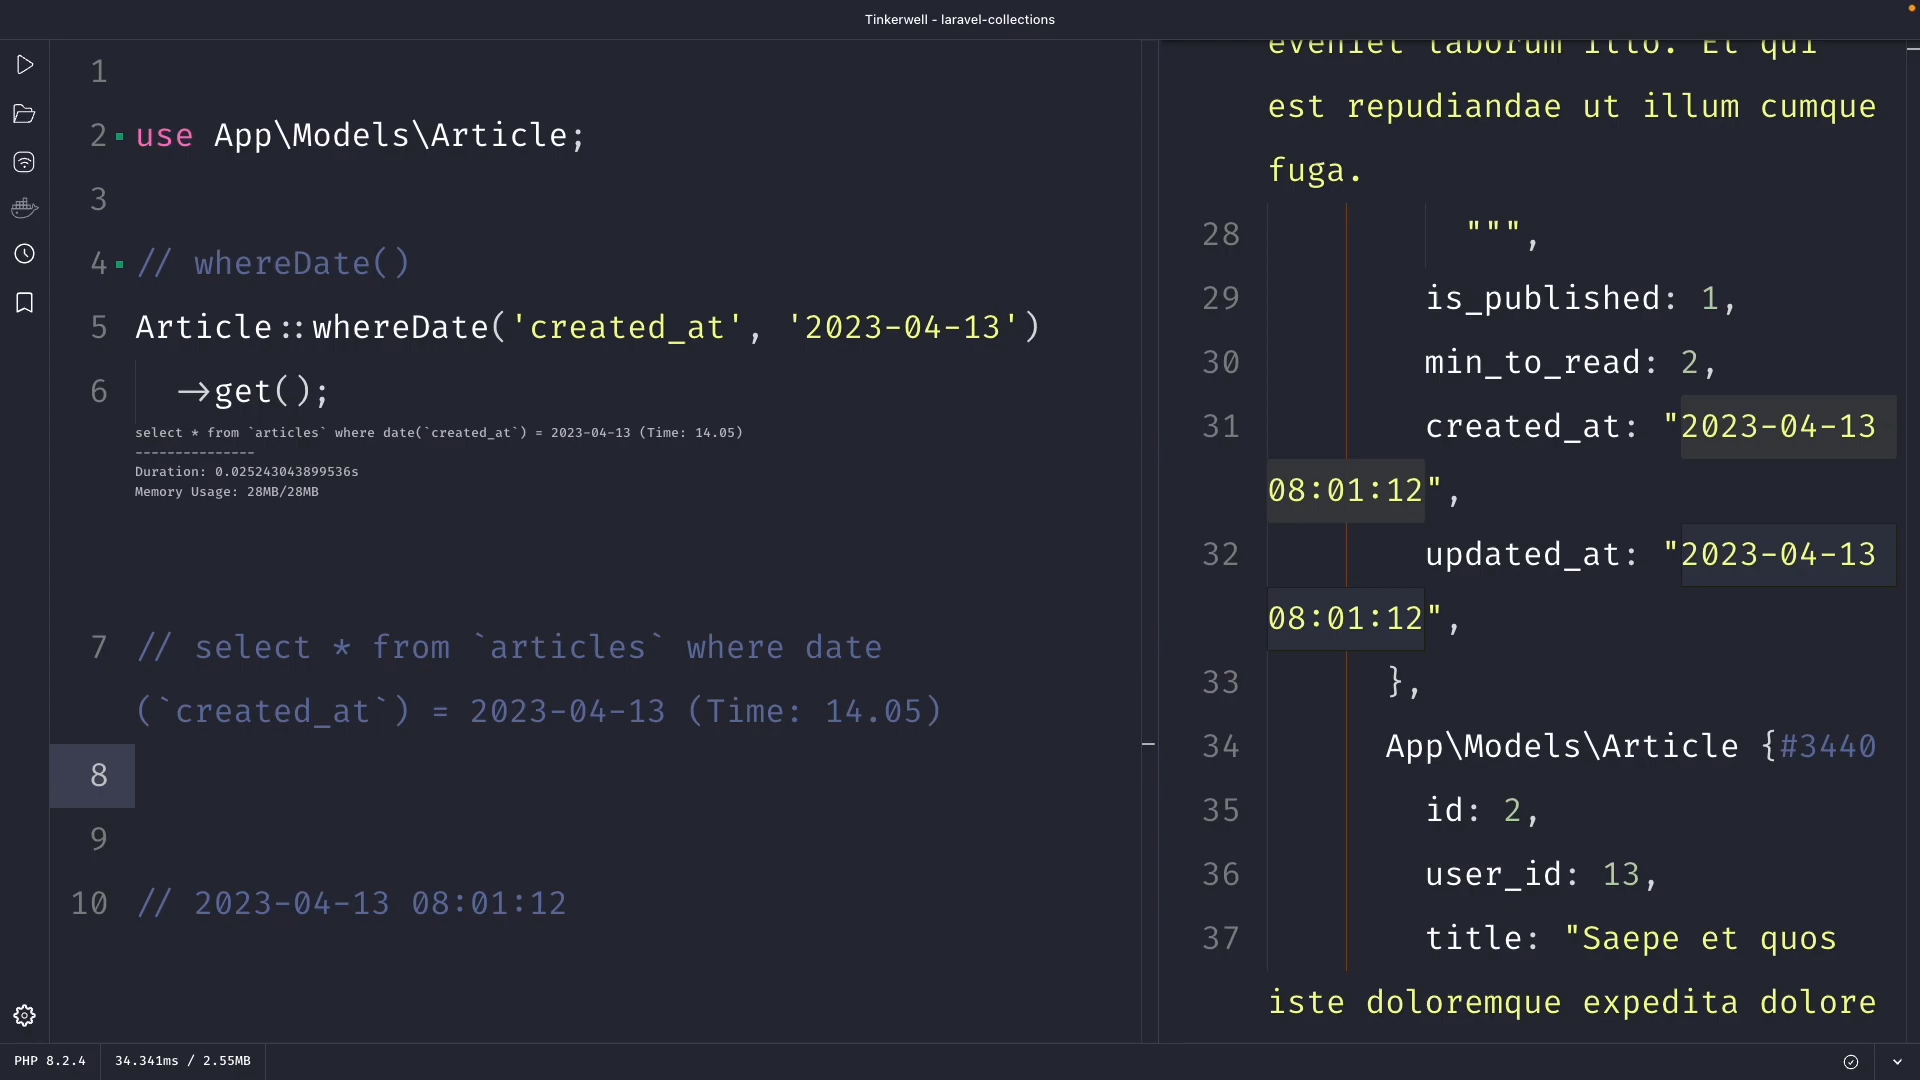 Tinkerwell - laravel-collections
1
2 use App\Models\Article;
3
4 // whereDate()
5 Article::whereDate('created_at', '2023-04-13')
6 ->get();
select * from `articles` where date(`created_at`) = 2023-04-13 (Time: 14.05)
---------------
Duration: 0.025243043899536s
Memory Usage: 28MB/28MB
7 // select * from `articles` where date
(`created_at`) = 2023-04-13 (Time: 14.05)
8
9
10 // 2023-04-13 08:01:12
eveniet laborum illo. Et qui
est repudiandae ut illum cumque
fuga.
28 """,
29 is_published: 1,
30 min_to_read: 2,
31 created_at: "2023-04-13
08:01:12",
32 updated_at: "2023-04-13
08:01:12",
33 },
34 App\Models\Article {#3440
35 id: 2,
36 user_id: 13,
37 title: "Saepe et quos
iste doloremque expedita dolore
PHP 8.2.4
34.341ms / 2.55MB